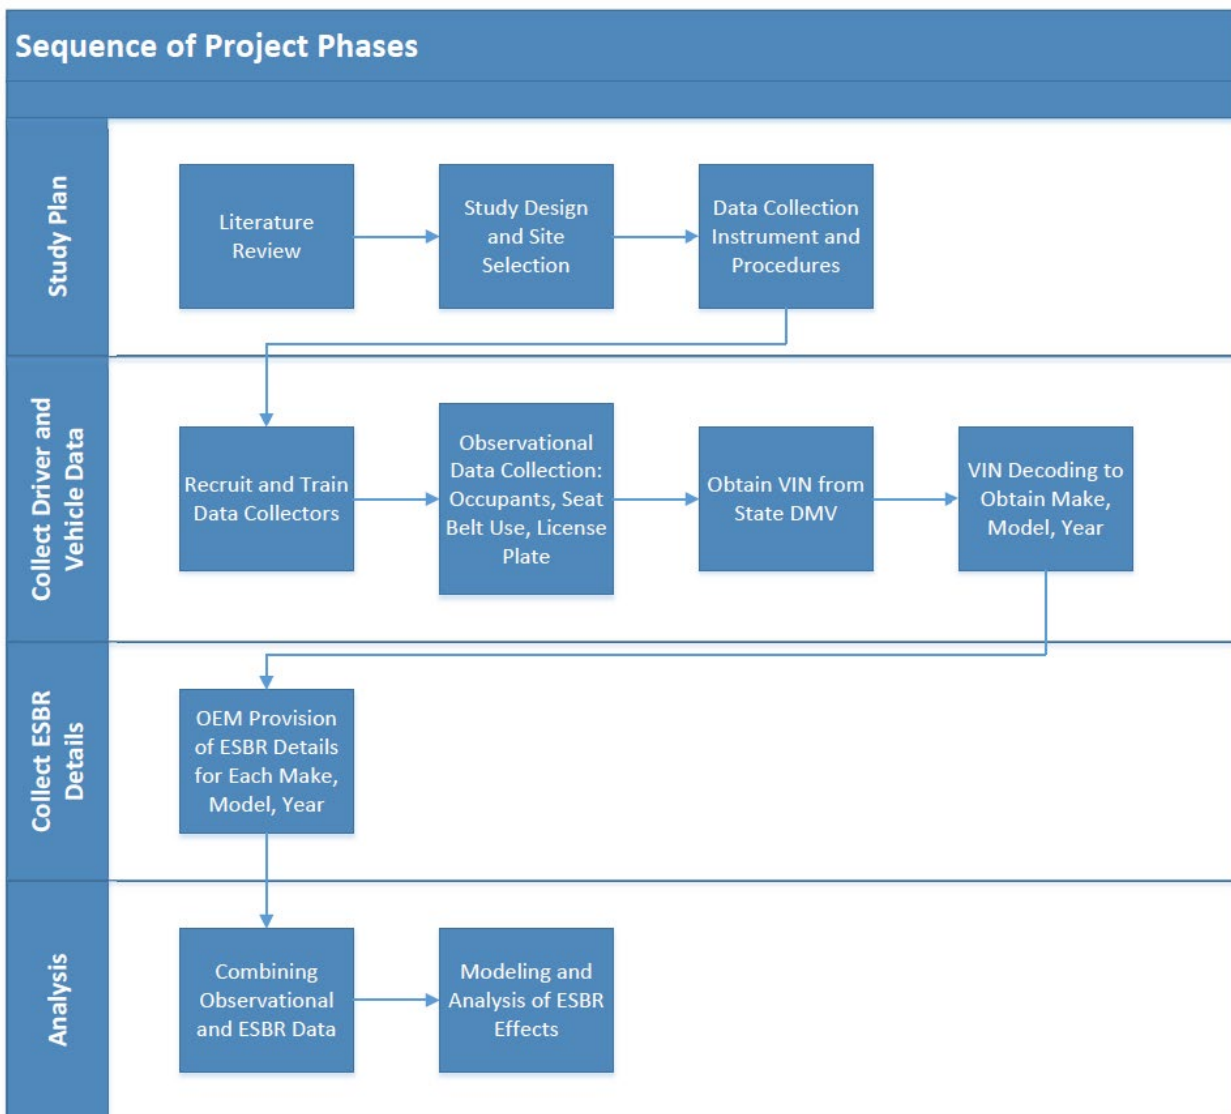 Sequence of Project Phases
Study Plan
Literature
Review
Study Design
and Site
Selection
Data Collection
Instrument and
Procedures
Collect Driver and
Vehicle Data
Recruit and Train
Data Collectors
Observational
Data Collection:
Occupants, Seat
Belt Use, License
Plate
Obtain VIN from
State DMV
VIN Decoding to
Obtain Make,
Model, Year
Collect ESBR
Details
OEM Provision
of ESBR Details
for Each Make,
Model, Year
Analysis
Combining
Observational
and ESBR Data
Modeling and
Analysis of ESBR
Effects